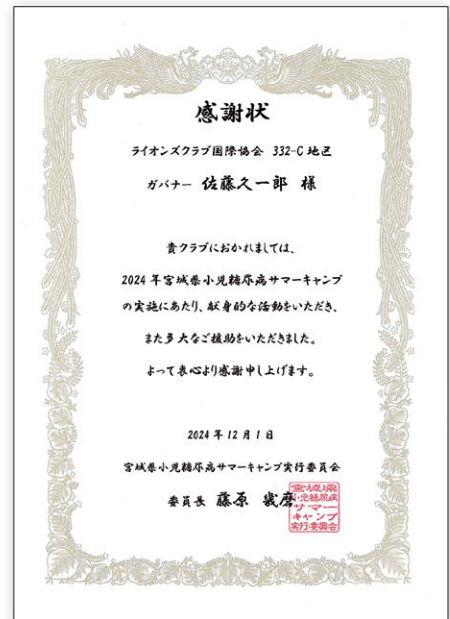 感謝状
ライオンズクラブ国際協会 332-C 地区
ガバナー 佐藤久一郎 様
貴クラブにおかれましては、
2024年宮城県小児糖尿病サマーキャンプ
の実施にあたり、献身的な活動をいただき、
また多大なご援助をいただきました。
よって衷心より感謝申し上げます。
2024年12月1日
宮城県小児糖尿病サマーキャンプ実行委員会
委員長 藤原 幾磨
宮城県
小児糖尿病
サマー
キャンプ
実行委員会